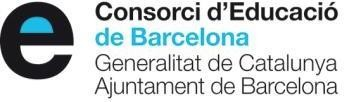 Consorci d'Educació
de Barcelona
Generalitat de Catalunya
Ajuntament de Barcelona